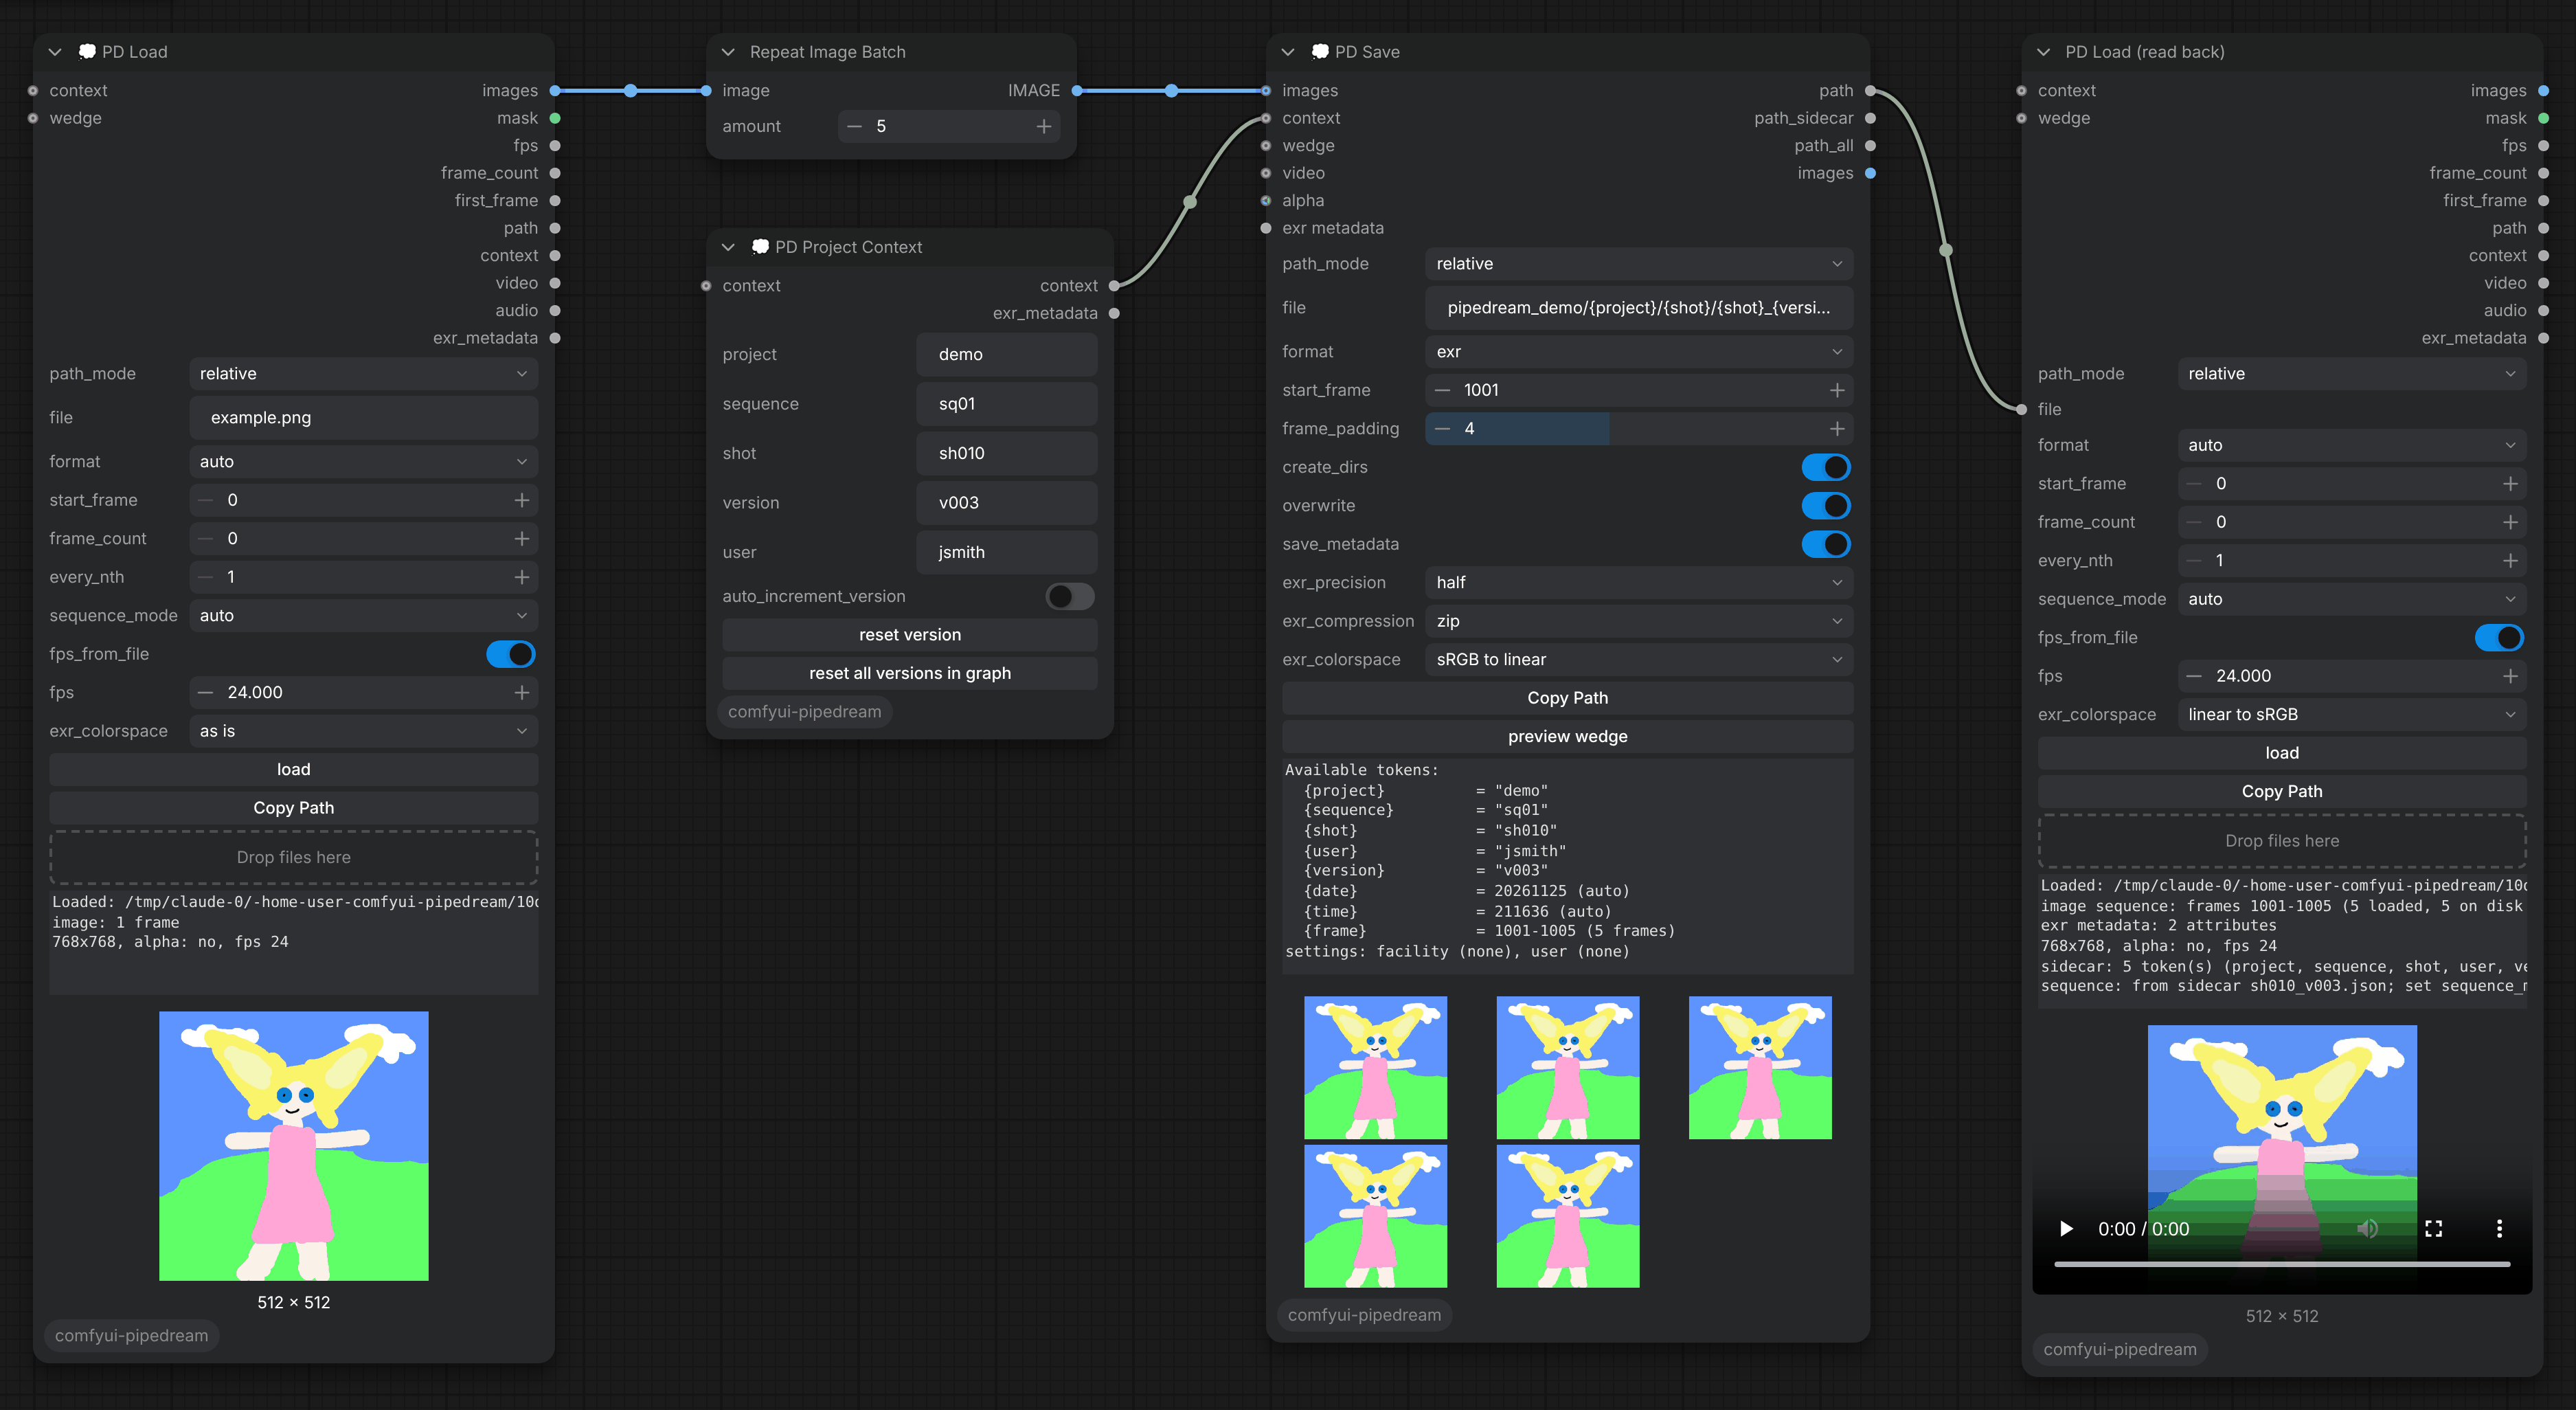 PD Load
context images
wedge mask
fps
frame_count
first_frame
path
context
video
audio
exr_metadata
path_mode relative
file example.png
format auto
start_frame 0
frame_count 0
every_nth 1
sequence_mode auto
fps_from_file
fps 24.000
exr_colorspace as is
load
Copy Path
Drop files here
Loaded: /tmp/claude-0/-home-user-comfyui-pipedream/10
image: 1 frame
768x768, alpha: no, fps 24
512 × 512
comfyui-pipedream
Repeat Image Batch
image IMAGE
amount 5
PD Project Context
context context
exr_metadata
project demo
sequence sq01
shot sh010
version v003
user jsmith
auto_increment_version
reset version
reset all versions in graph
comfyui-pipedream
PD Save
images path
context path_sidecar
wedge path_all
video images
alpha
exr metadata
path_mode relative
file pipedream_demo/{project}/{shot}/{shot}_{versi...
format exr
start_frame 1001
frame_padding 4
create_dirs
overwrite
save_metadata
exr_precision half
exr_compression zip
exr_colorspace sRGB to linear
Copy Path
preview wedge
Available tokens:
{project} = "demo"
{sequence} = "sq01"
{shot} = "sh010"
{user} = "jsmith"
{version} = "v003"
{date} = 20261125 (auto)
{time} = 211636 (auto)
{frame} = 1001-1005 (5 frames)
settings: facility (none), user (none)
comfyui-pipedream
PD Load (read back)
context images
wedge mask
fps
frame_count
first_frame
path
context
video
audio
exr_metadata
path_mode relative
file
format auto
start_frame 0
frame_count 0
every_nth 1
sequence_mode auto
fps_from_file
fps 24.000
exr_colorspace linear to sRGB
load
Copy Path
Drop files here
Loaded: /tmp/claude-0/-home-user-comfyui-pipedream/10
image sequence: frames 1001-1005 (5 loaded, 5 on disk
exr metadata: 2 attributes
768x768, alpha: no, fps 24
sidecar: 5 token(s) (project, sequence, shot, user, ve
sequence: from sidecar sh010_v003.json; set sequence_
0:00 / 0:00
512 × 512
comfyui-pipedream